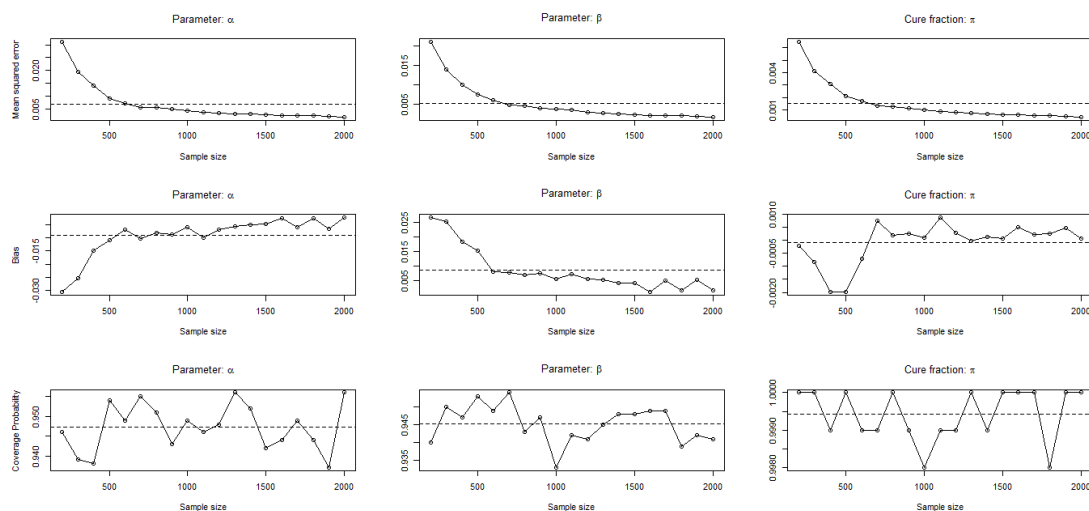 Parameter: α
Parameter: β
Cure fraction: π
Mean squared error
0.005 0.020
0.005 0.015
0.001 0.004
500 1000 1500 2000
500 1000 1500 2000
500 1000 1500 2000
Sample size
Sample size
Sample size
Parameter: α
Parameter: β
Cure fraction: π
Bias
-0.030 -0.015
0.005 0.025
-0.0020 -0.0005 0.0010
500 1000 1500 2000
500 1000 1500 2000
500 1000 1500 2000
Sample size
Sample size
Sample size
Parameter: α
Parameter: β
Cure fraction: π
Coverage Probability
0.940 0.950
0.935 0.945
0.9980 0.9990 1.0000
500 1000 1500 2000
500 1000 1500 2000
500 1000 1500 2000
Sample size
Sample size
Sample size